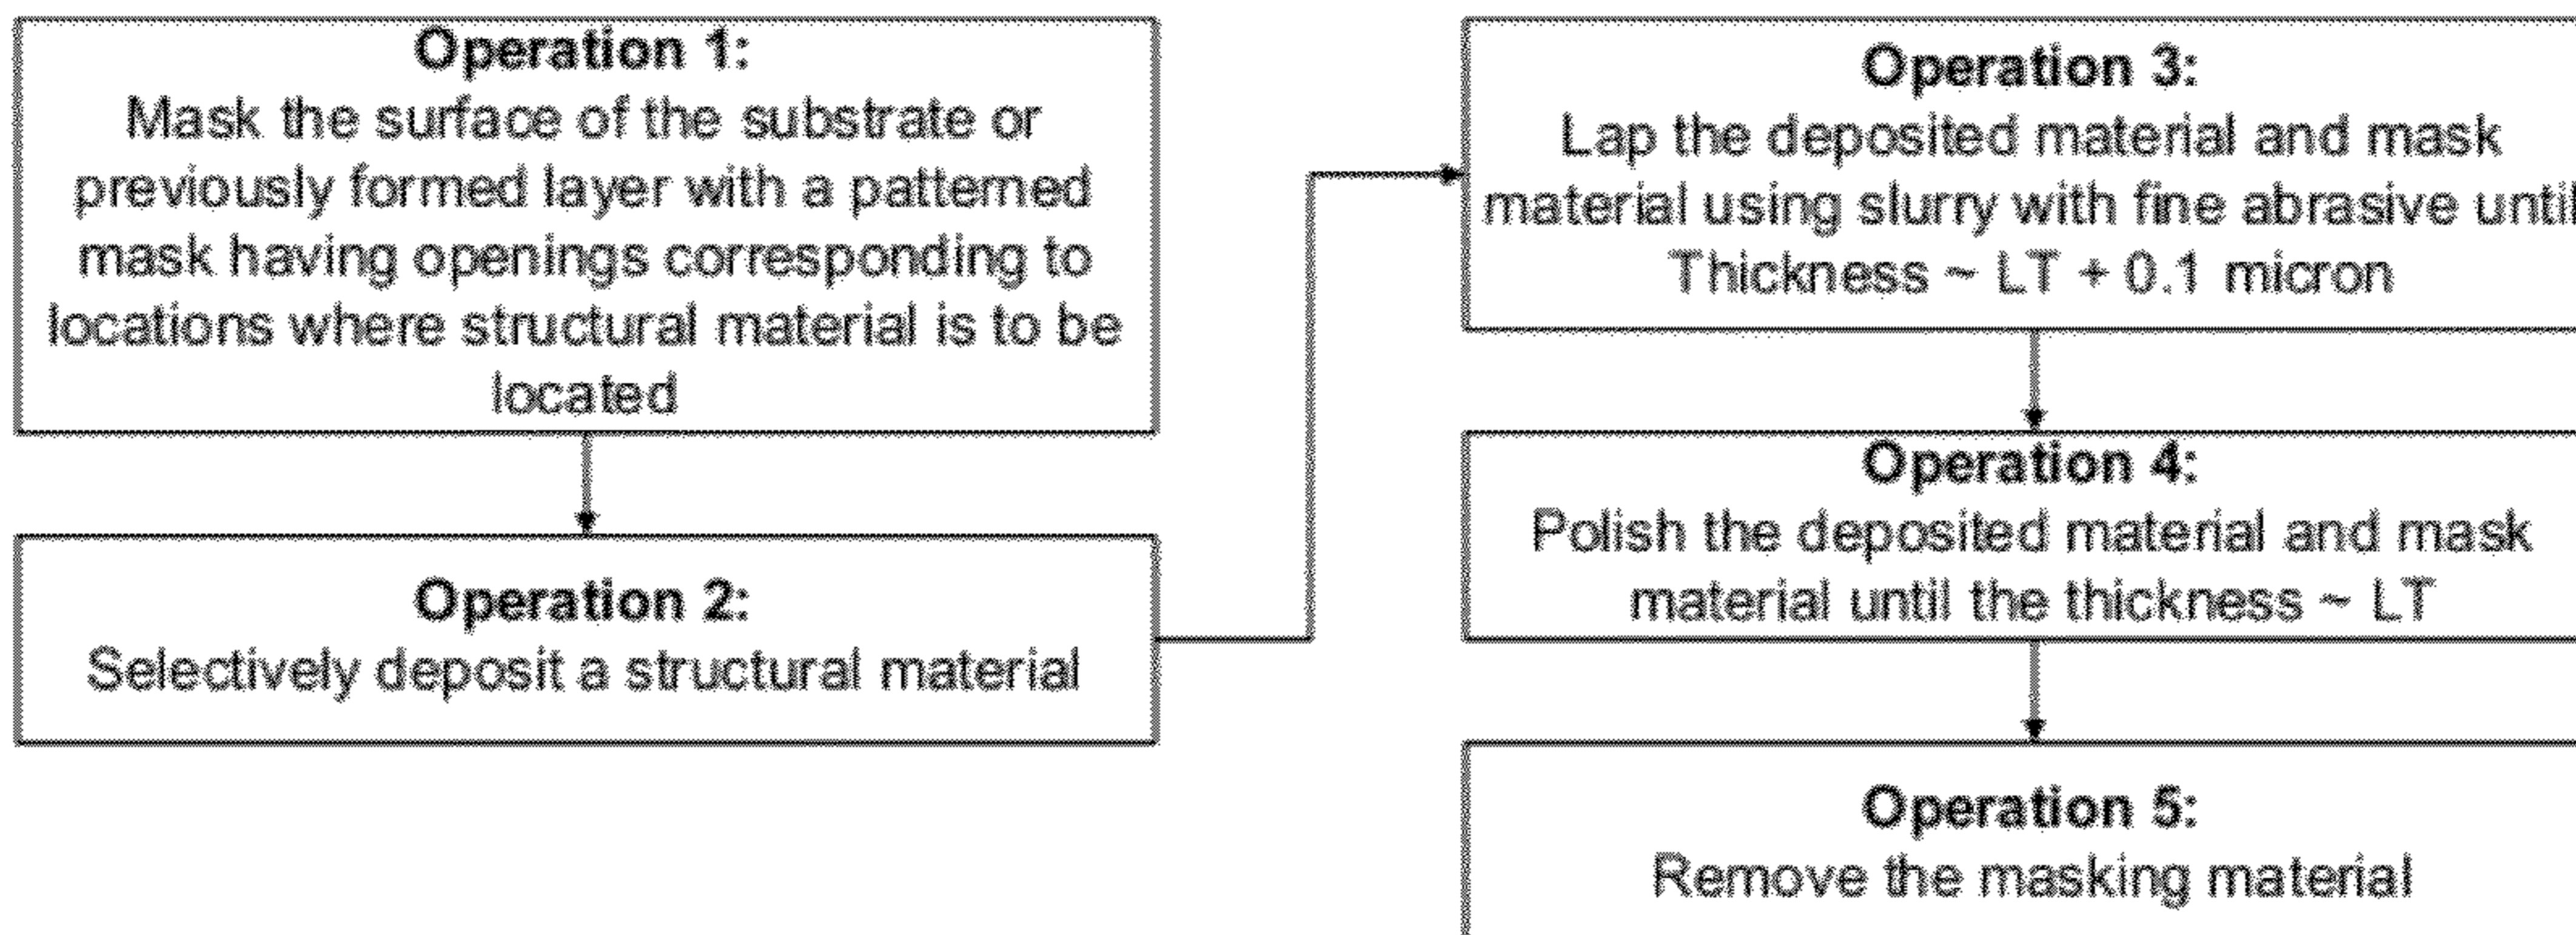 Operation 1:
Mask the surface of the substrate or
previously formed layer with a patterned
mask having openings corresponding to
locations where structural material is to be
located
Operation 2:
Selectively deposit a structural material
Operation 3:
Lap the deposited material and mask
material using slurry with fine abrasive until
Thickness ~ LT + 0.1 micron
Operation 4:
Polish the deposited material and mask
material until the thickness ~ LT
Operation 5:
Remove the masking material